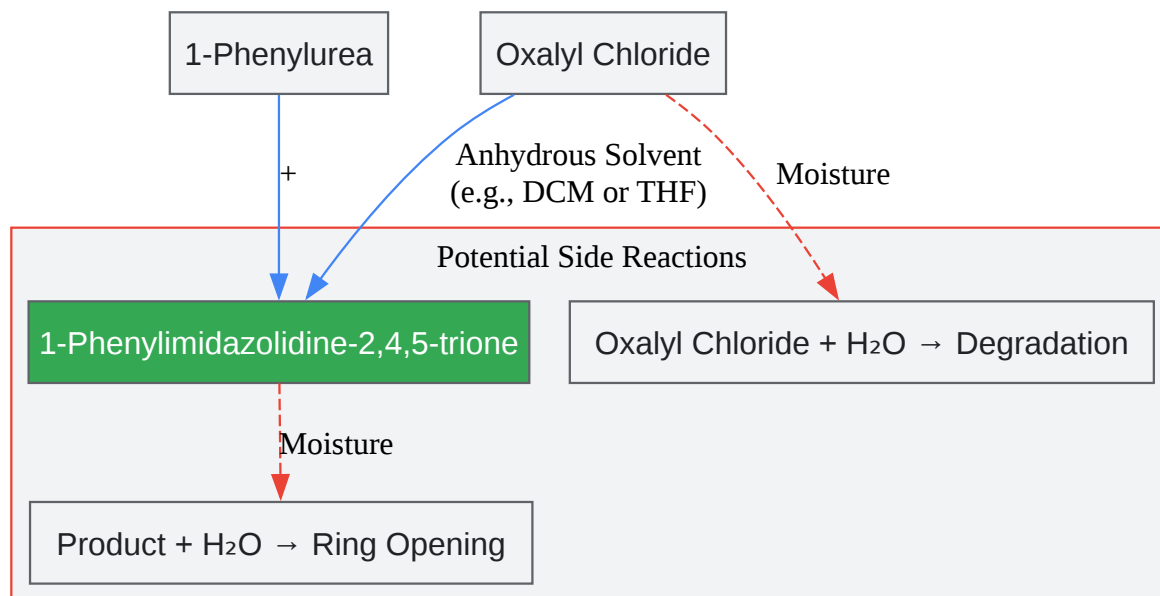 1-Phenylurea
Oxalyl Chloride
Anhydrous Solvent
(e.g., DCM or THF)
Moisture
+
Potential Side Reactions
1-Phenylimidazolidine-2,4,5-trione
Oxalyl Chloride + H₂O → Degradation
Moisture
Product + H₂O → Ring Opening